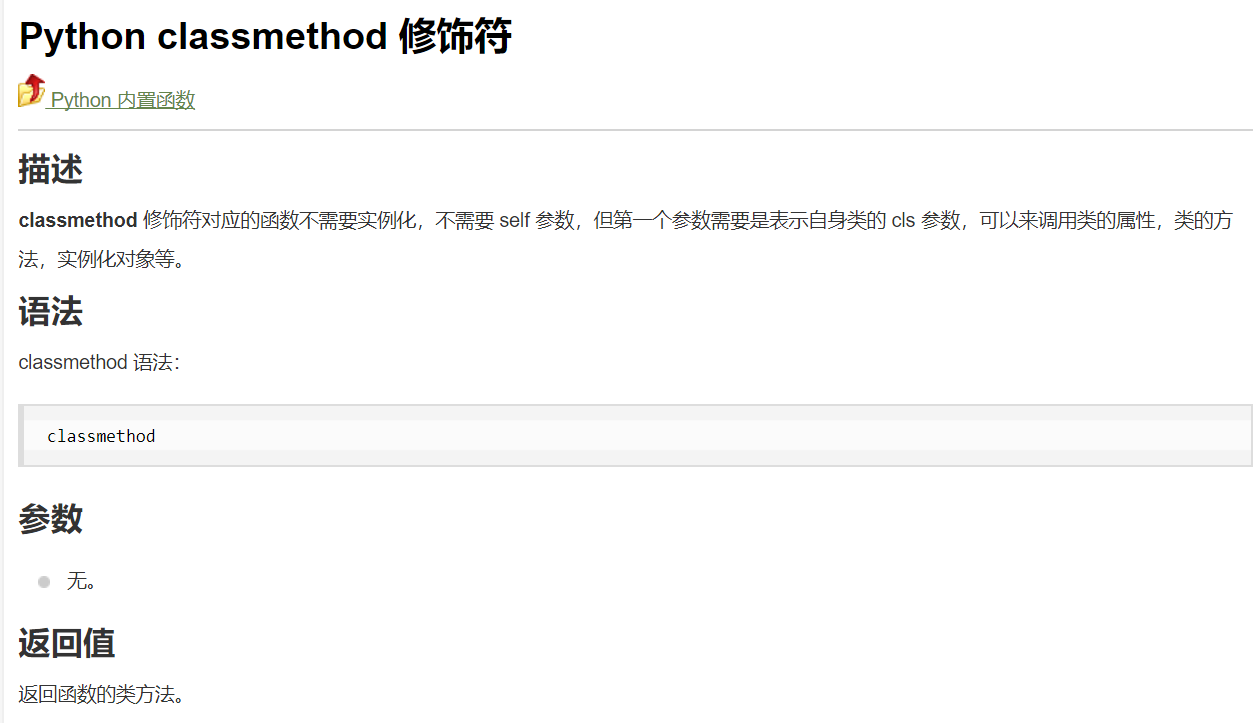 Python classmethod 修饰符
Python 内置函数
描述
classmethod 修饰符对应的函数不需要实例化，不需要 self 参数，但第一个参数需要是表示自身类的 cls 参数，可以来调用类的属性，类的方
法，实例化对象等。
语法
classmethod 语法：
classmethod
参数
无。
返回值
返回函数的类方法。